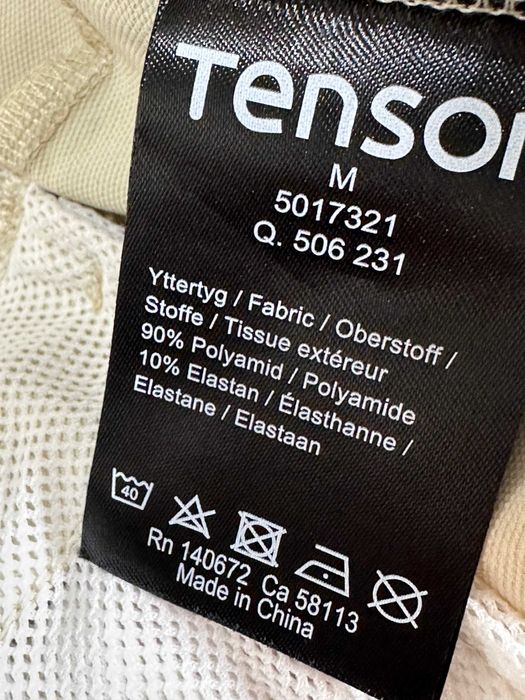 Tenson
M
5017321
Q. 506 231
Yttertyg / Fabric / Oberstoff /
Stoffe / Tissue extéreur
90% Polyamid / Polyamide
10% Elastan / Élasthanne /
Elastane / Elastaan
40
Rn 140672 Ca 58113
Made in China